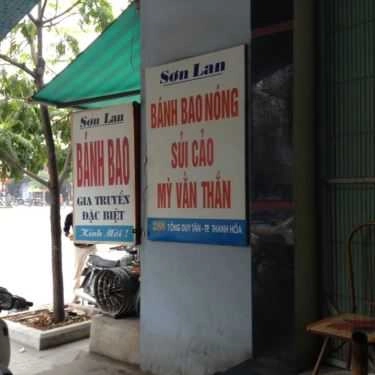 Sơn Lan
BÁNH BAO
GIA TRUYỀN
ĐẶC BIỆT
Kính Mời !
Sơn Lan
BÁNH BAO NÓNG
SỦI CẢO
MỲ VẰN THẮN
TỐNG DUY TÂN - TP. THANH HÓA